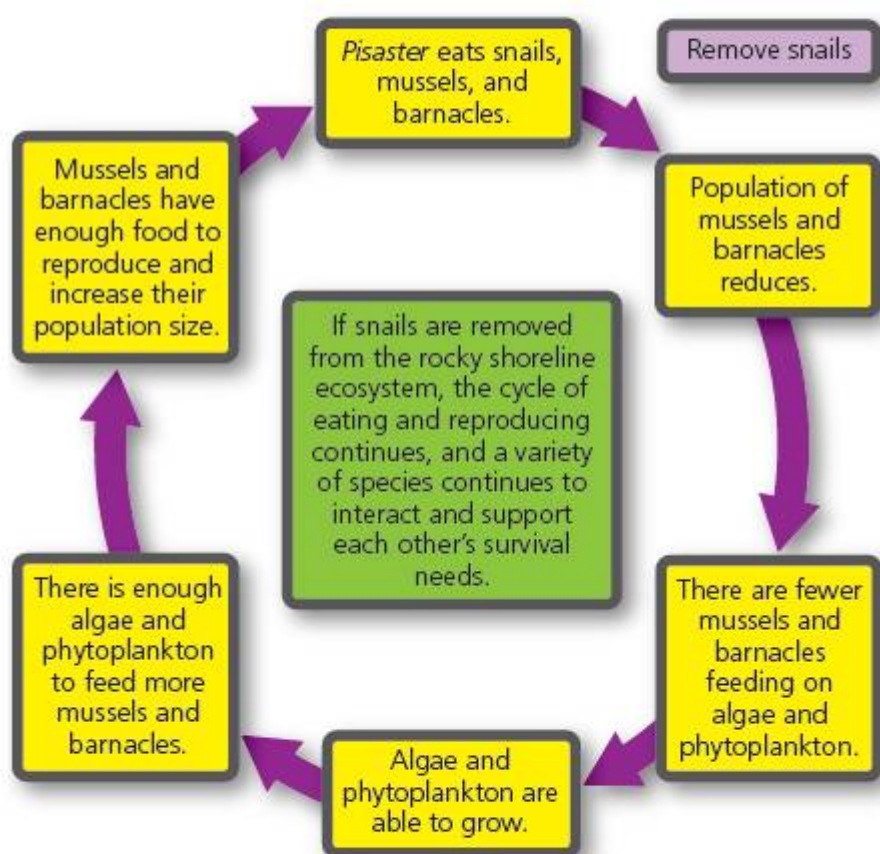 Pisaster eats snails,
mussels, and
barnacles.
Remove snails
Population of
mussels and
barnacles
reduces.
There are fewer
mussels and
barnacles
feeding on
algae and
phytoplankton.
Algae and
phytoplankton are
able to grow.
There is enough
algae and
phytoplankton
to feed more
mussels and
barnacles.
Mussels and
barnacles have
enough food to
reproduce and
increase their
population size.
If snails are removed
from the rocky shoreline
ecosystem, the cycle of
eating and reproducing
continues, and a variety
of species continues to
interact and support
each other's survival
needs.